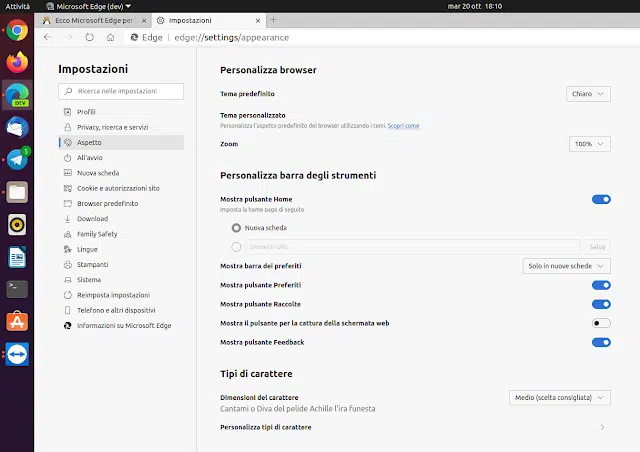 Attività
Microsoft Edge (dev)
mar 20 ott 18:10
Ecco Microsoft Edge per
Impostazioni
Edge | edge://settings/appearance
DEV
5
Impostazioni
Ricerca nelle impostazioni
Profili
Privacy, ricerca e servizi
Aspetto
All'avvio
Nuova scheda
Cookie e autorizzazioni sito
Browser predefinito
Download
Family Safety
Lingue
Stampanti
Sistema
Reimposta impostazioni
Telefono e altri dispositivi
Informazioni su Microsoft Edge
Personalizza browser
Tema predefinito
Chiaro
Tema personalizzato
Personalizza l'aspetto predefinito del browser utilizzando i temi. Scopri come
Zoom
100%
Personalizza barra degli strumenti
Mostra pulsante Home
Imposta la home page di seguito
Nuova scheda
Immetti URL
Salva
Mostra barra dei preferiti
Solo in nuove schede
Mostra pulsante Preferiti
Mostra pulsante Raccolte
Mostra il pulsante per la cattura della schermata web
Mostra pulsante Feedback
Tipi di carattere
Dimensioni del carattere
Medio (scelta consigliata)
Cantami o Diva del pelide Achille l'ira funesta
Personalizza tipi di carattere